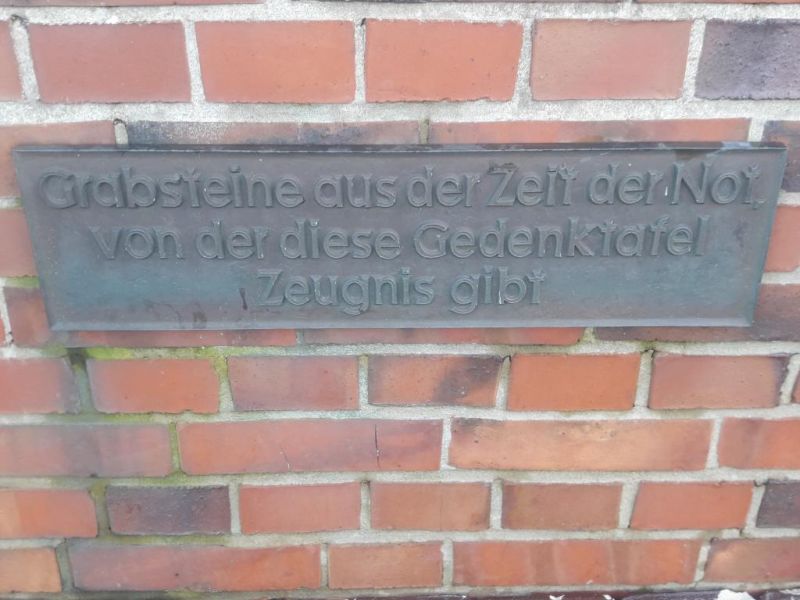 Grabsteine aus der Zeit der Not,
von der diese Gedenktafel
Zeugnis gibt